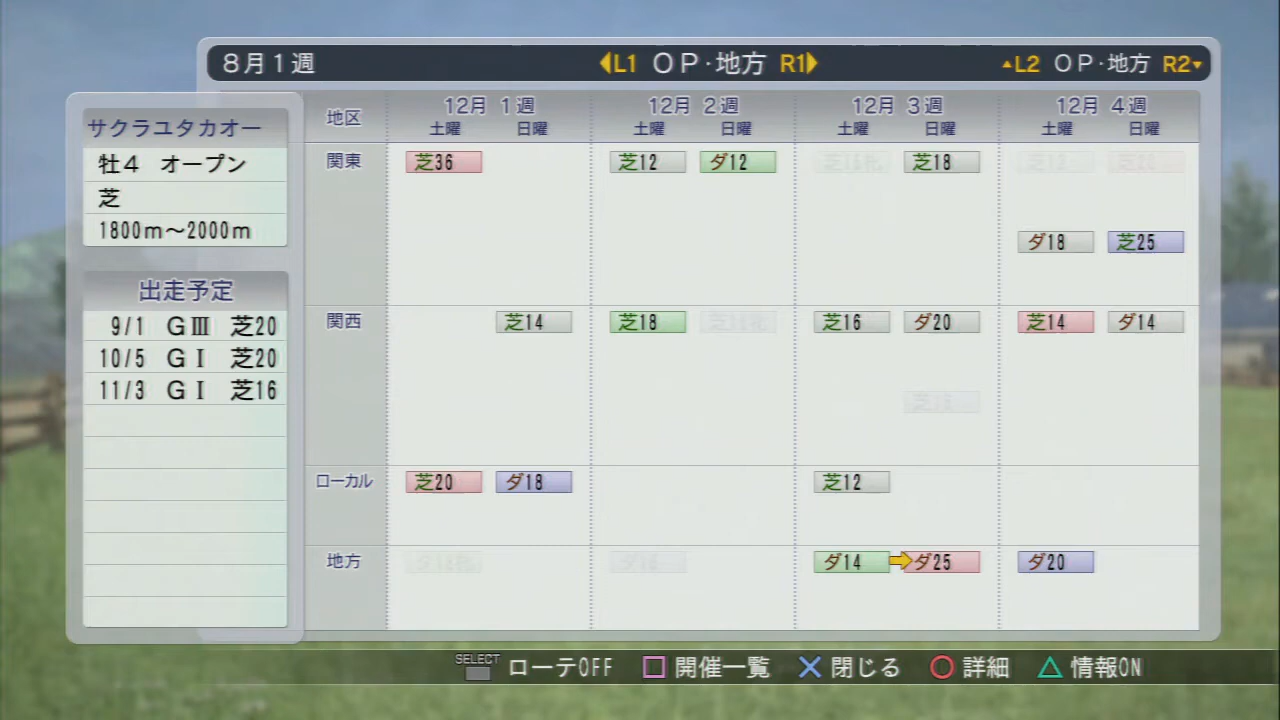 8月1週
◀L1 OP・地方 R1▶
▲L2 OP・地方 R2▼
サクラユタカオー
牡4 オープン
芝
1800m～2000m
出走予定
9/1 GⅢ 芝20
10/5 GⅠ 芝20
11/3 GⅠ 芝16
地区 12月 1週 12月 2週 12月 3週 12月 4週
土曜 日曜 土曜 日曜 土曜 日曜 土曜 日曜
関東 芝36 芝12 ダ12 芝18
ダ18 芝25
関西 芝14 芝18 芝16 ダ20 芝14 ダ14
ローカル 芝20 ダ18 芝12
地方 ダ14 ダ25 ダ20
SELECT ローテOFF □開催一覧 ✕閉じる ○詳細 △情報ON